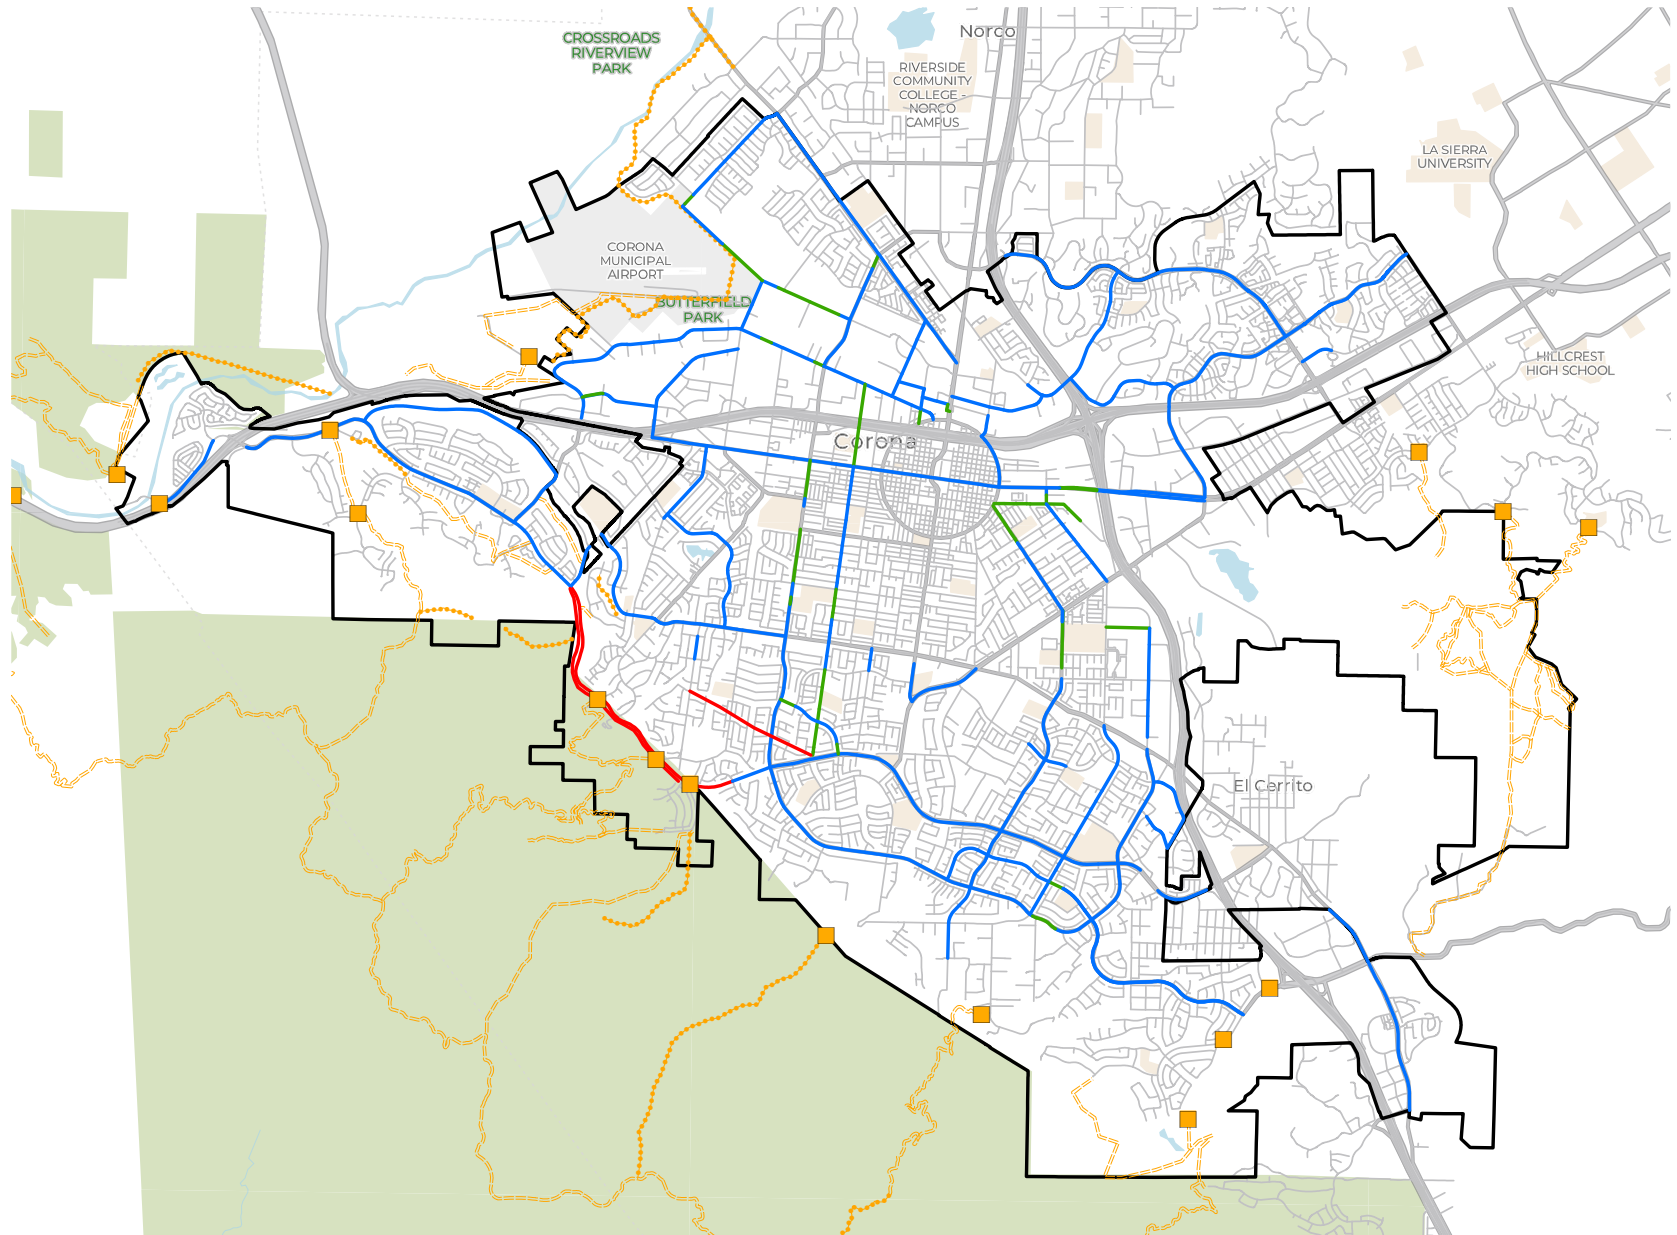 Norco
CROSSROADS
RIVERVIEW
PARK
RIVERSIDE
COMMUNITY
COLLEGE -
NORCO
CAMPUS
LA SIERRA
UNIVERSITY
CORONA
MUNICIPAL
AIRPORT
BUTTERFIELD
PARK
HILLCREST
HIGH SCHOOL
Corona
El Cerrito